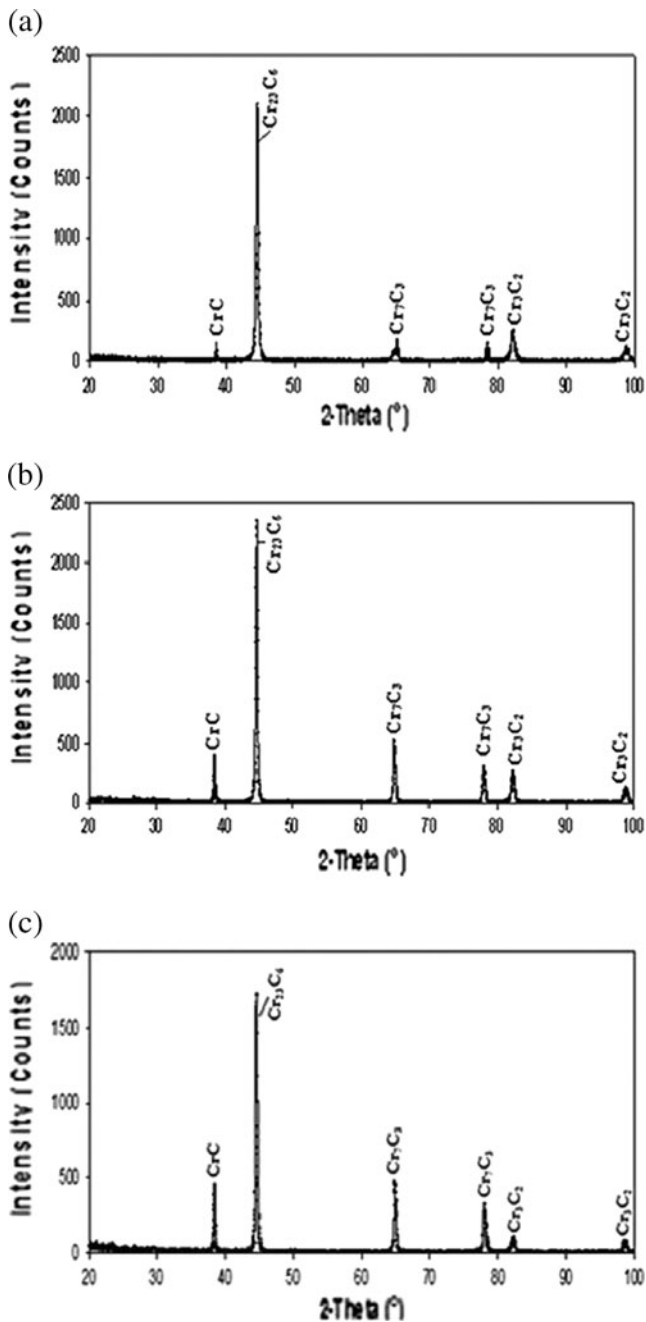 (a)
2500
2000
1500
1000
500
0
Intensity (Counts)
Cr₂₃C₆
CrC
Cr₇C₃
Cr₇C₃
Cr₃C₂
Cr₃C₂
20 30 40 50 60 70 80 90 100
2-Theta (°)
(b)
2500
2000
1500
1000
500
0
Intensity (Counts)
Cr₂₃C₆
CrC
Cr₇C₃
Cr₇C₃
Cr₃C₂
Cr₃C₂
20 30 40 50 60 70 80 90 100
2-Theta (°)
(c)
2000
1500
1000
500
0
Intensity (Counts)
Cr₂₃C₆
CrC
Cr₇C₃
Cr₇C₃
Cr₃C₂
Cr₃C₂
20 30 40 50 60 70 80 90 100
2-Theta (°)